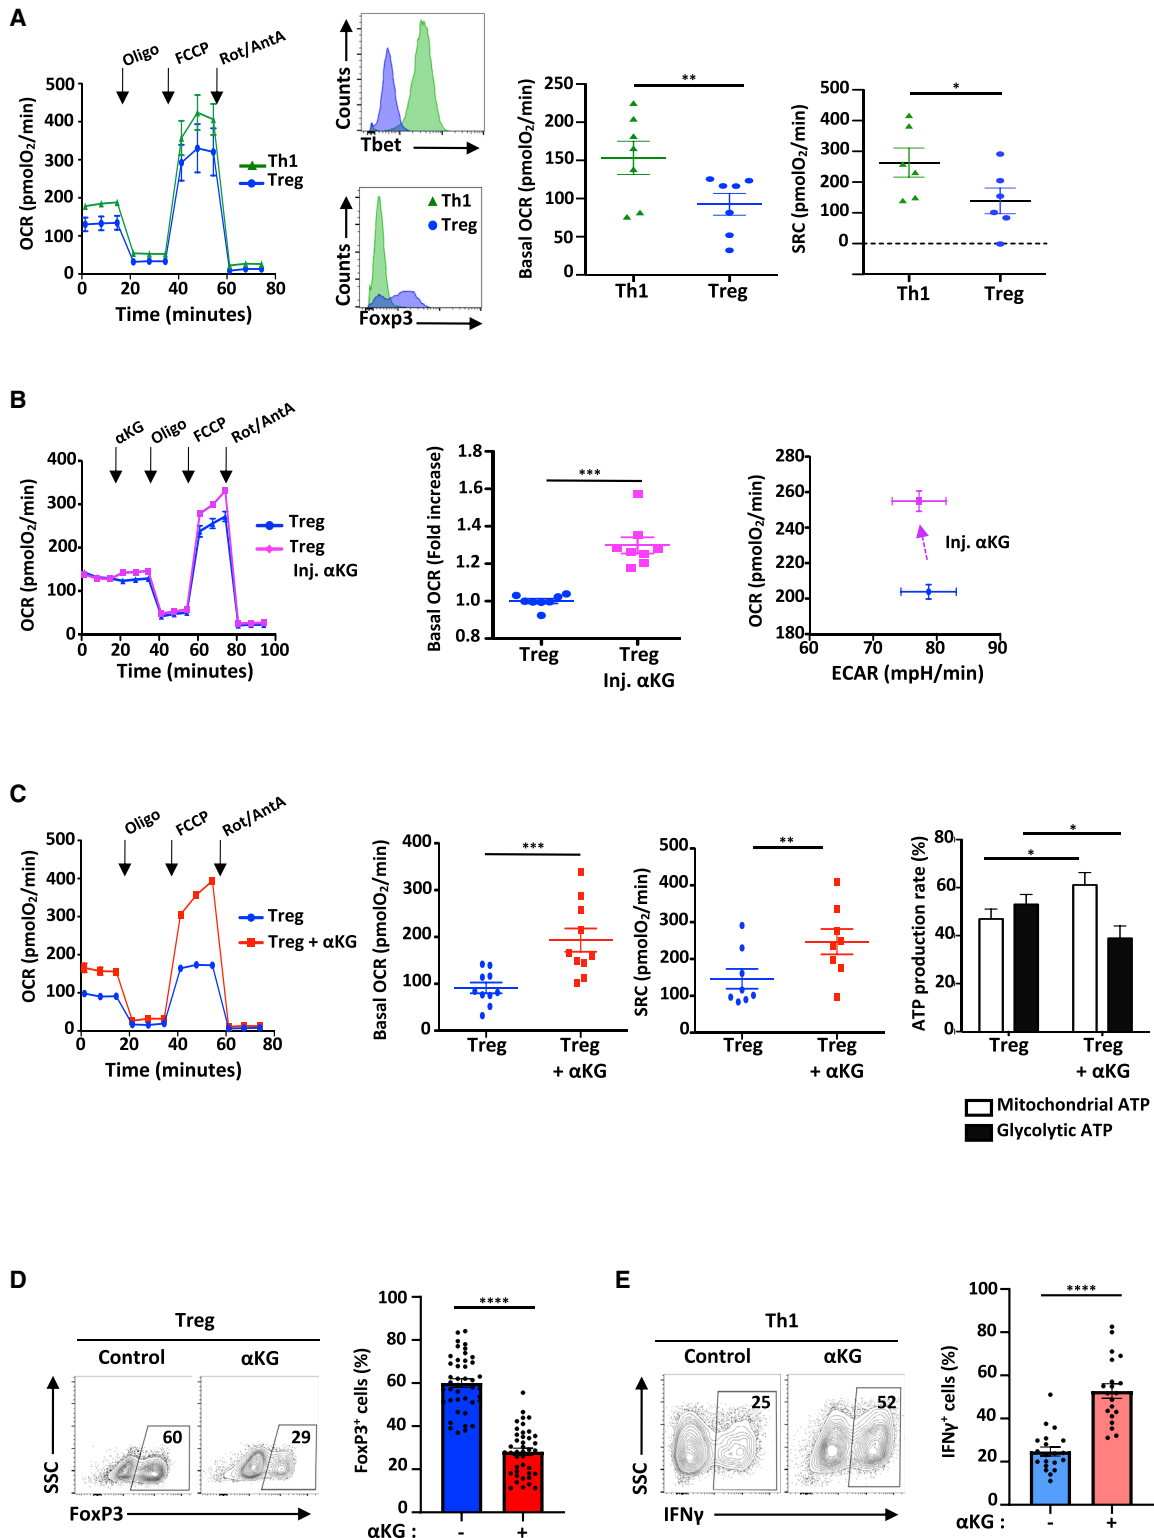 A
Oligo
FCCP
Rot/AntA
OCR (pmolO₂/min)
500
400
300
200
100
0
0 20 40 60 80
Time (minutes)
Th1
Treg
Counts
Tbet
Counts
Foxp3
Th1
Treg
Basal OCR (pmolO₂/min)
250
200
150
100
50
0
**
Th1 Treg
SRC (pmolO₂/min)
500
400
300
200
100
0
*
Th1 Treg
B
αKG
Oligo
FCCP
Rot/AntA
OCR (pmolO₂/min)
400
300
200
100
0
0 20 40 60 80 100
Time (minutes)
Treg
Treg
Inj. αKG
Basal OCR (Fold increase)
1.8
1.6
1.4
1.2
1.0
0.8
***
Treg Treg
Inj. αKG
OCR (pmolO₂/min)
280
260
240
220
200
180
Inj. αKG
60 70 80 90
ECAR (mpH/min)
C
Oligo
FCCP
Rot/AntA
OCR (pmolO₂/min)
500
400
300
200
100
0
0 20 40 60 80
Time (minutes)
Treg
Treg + αKG
Basal OCR (pmolO₂/min)
400
300
200
100
0
***
Treg Treg
+ αKG
SRC (pmolO₂/min)
500
400
300
200
100
0
**
Treg Treg
+ αKG
ATP production rate (%)
80
60
40
20
0
*
*
Treg Treg
+ αKG
Mitochondrial ATP
Glycolytic ATP
D
Treg
Control αKG
SSC
60
29
FoxP3
FoxP3⁺ cells (%)
100
80
60
40
20
0
****
αKG : - +
E
Th1
Control αKG
SSC
25
52
IFNγ
IFNγ⁺ cells (%)
100
80
60
40
20
0
****
αKG : - +